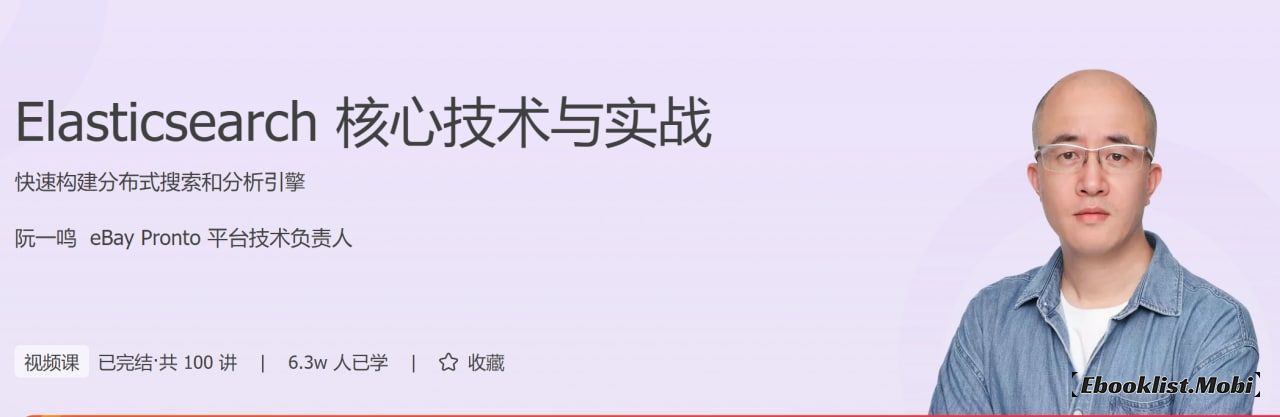 Elasticsearch 核心技术与实战
快速构建分布式搜索和分析引擎
阮一鸣 eBay Pronto 平台技术负责人
视频课 已完结·共 100 讲 | 6.3w 人已学 | 收藏
【Ebooklist.Mobi】